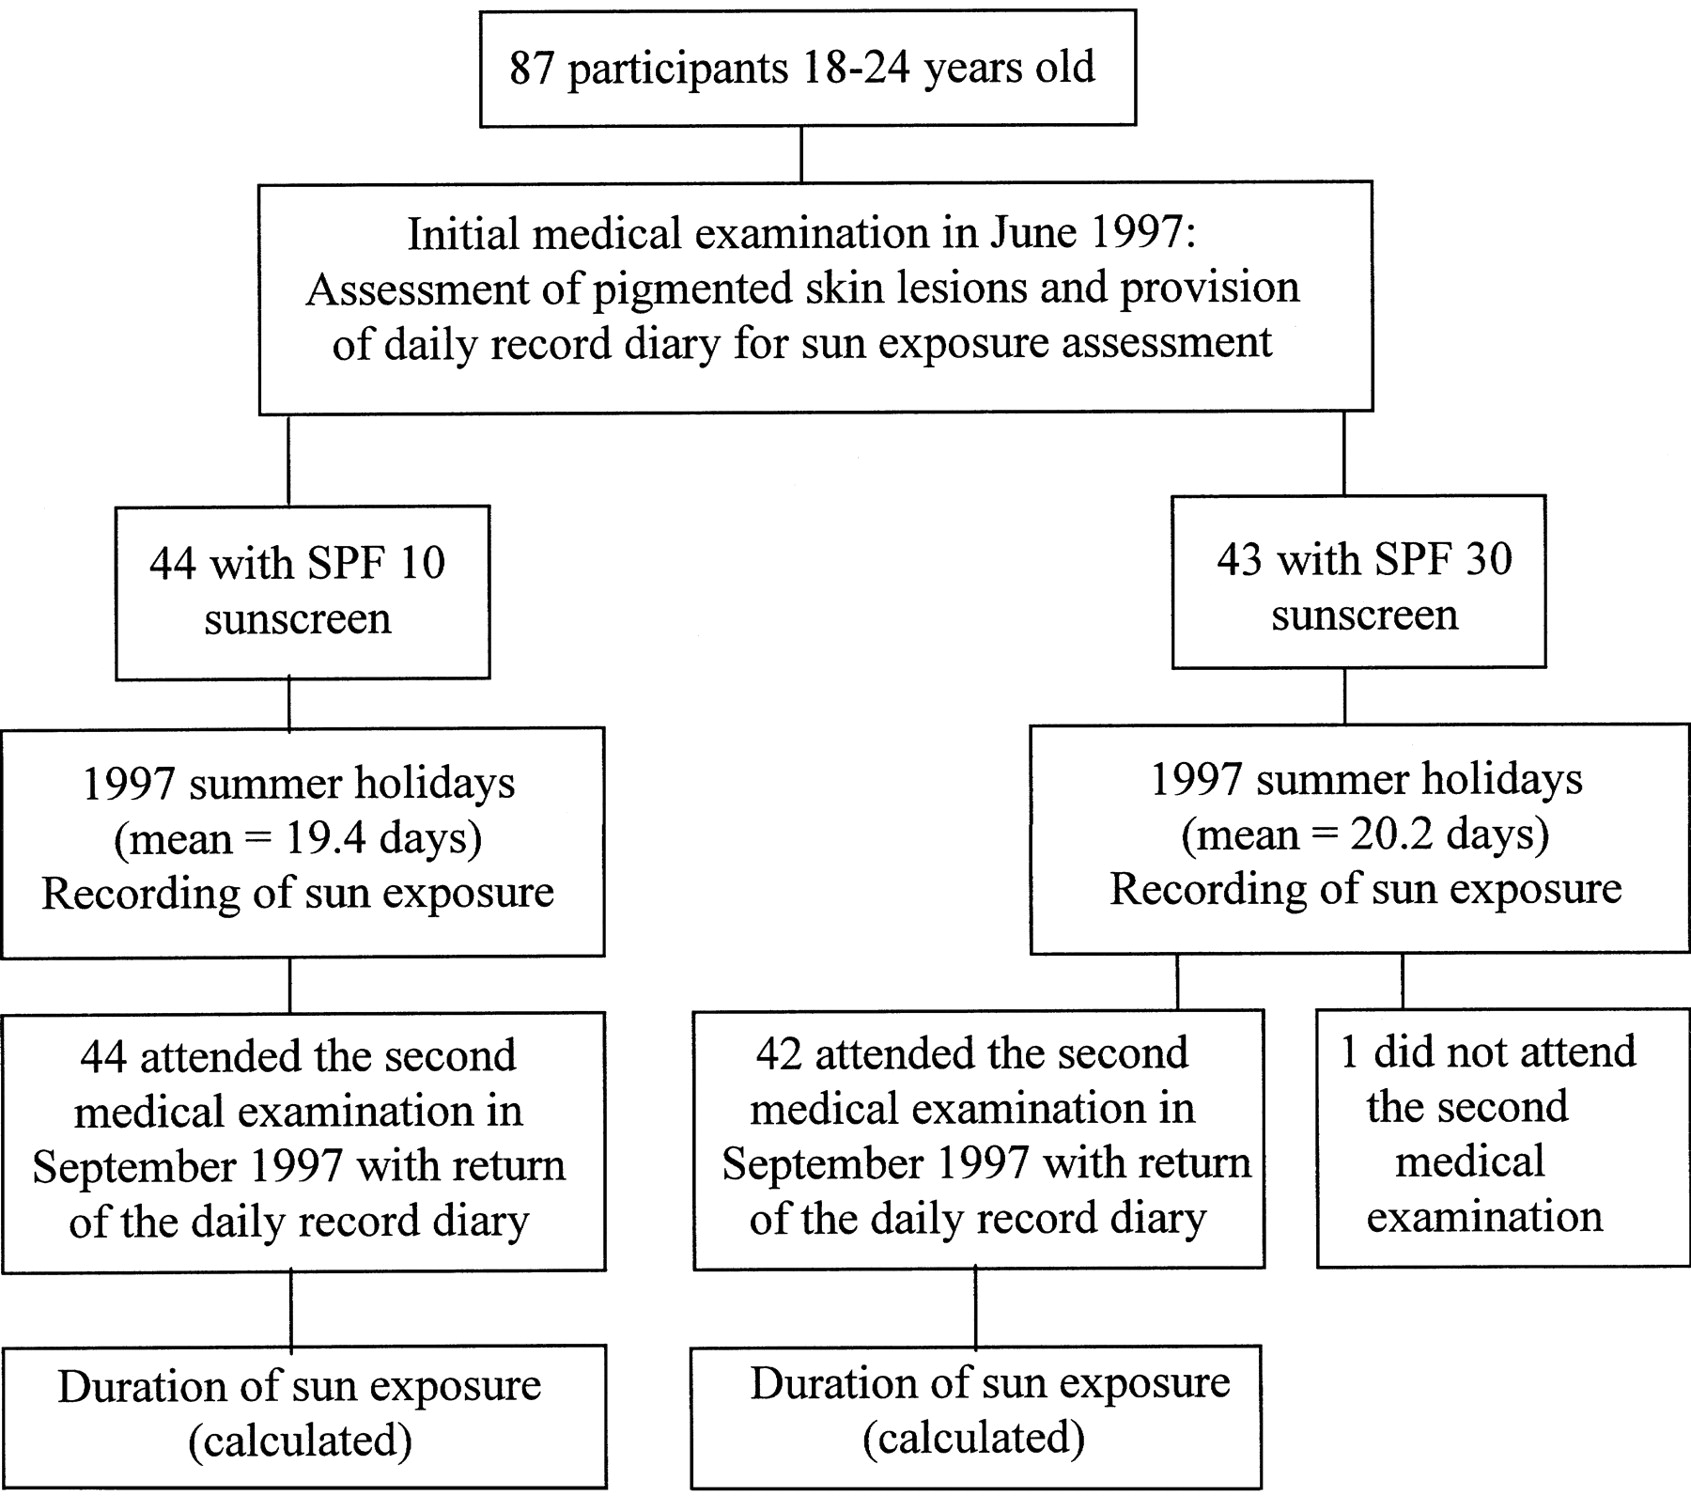 87 participants 18-24 years old
Initial medical examination in June 1997:
Assessment of pigmented skin lesions and provision
of daily record diary for sun exposure assessment
44 with SPF 10
sunscreen
43 with SPF 30
sunscreen
1997 summer holidays
(mean = 19.4 days)
Recording of sun exposure
1997 summer holidays
(mean = 20.2 days)
Recording of sun exposure
44 attended the second
medical examination in
September 1997 with return
of the daily record diary
42 attended the second
medical examination in
September 1997 with return
of the daily record diary
1 did not attend
the second
medical
examination
Duration of sun exposure
(calculated)
Duration of sun exposure
(calculated)